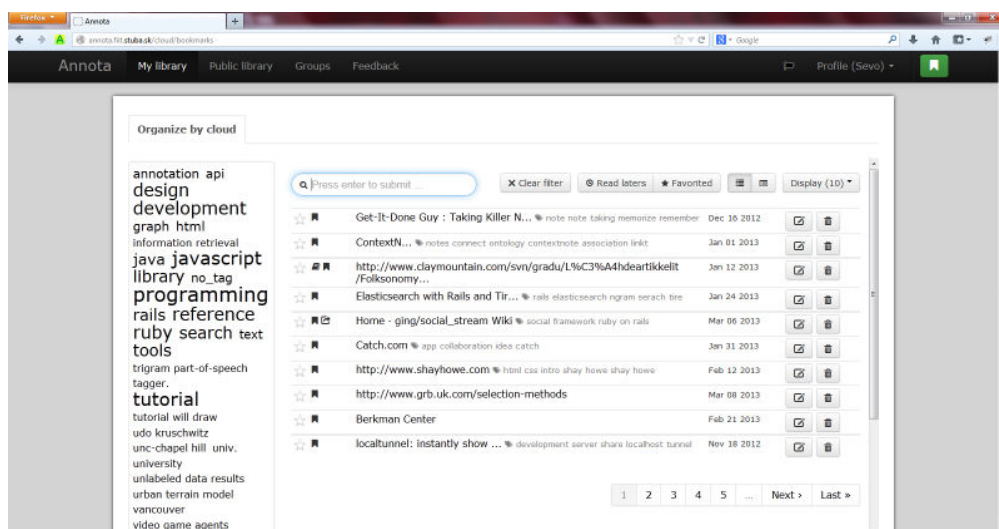 Firefox
Annota
annota.fiit.stuba.sk/cloud/bookmarks
Google
Annota My library Public library Groups Feedback Profile (Sevo)
Organize by cloud
annotation api
design
development
graph html
information retrieval
java javascript
library no_tag
programming
rails reference
ruby search text
tools
trigram part-of-speech
tagger.
tutorial
tutorial will draw
udo kruschwitz
unc-chapel hill univ.
university
unlabeled data results
urban terrain model
vancouver
video game agents
Press enter to submit ... Clear filter Read laters Favorited Display (10)
Get-It-Done Guy : Taking Killer N... note note taking memorize remember Dec 16 2012
ContextN... notes connect ontology contextnote association linkt Jan 01 2013
http://www.claymountain.com/svn/gradu/L%C3%A4hdeartikkelit Jan 12 2013
/Folksonomy...
Elasticsearch with Rails and Tir... rails elasticsearch ngram serach tire Jan 24 2013
Home - ging/social_stream Wiki social framework ruby on rails Mar 06 2013
Catch.com app collaboration idea catch Jan 31 2013
http://www.shayhowe.com html css intro shay howe shay howe Feb 12 2013
http://www.grb.uk.com/selection-methods Mar 08 2013
Berkman Center Feb 21 2013
localtunnel: instantly show ... development server share localhost tunnel Nov 18 2012
1 2 3 4 5 ... Next › Last »